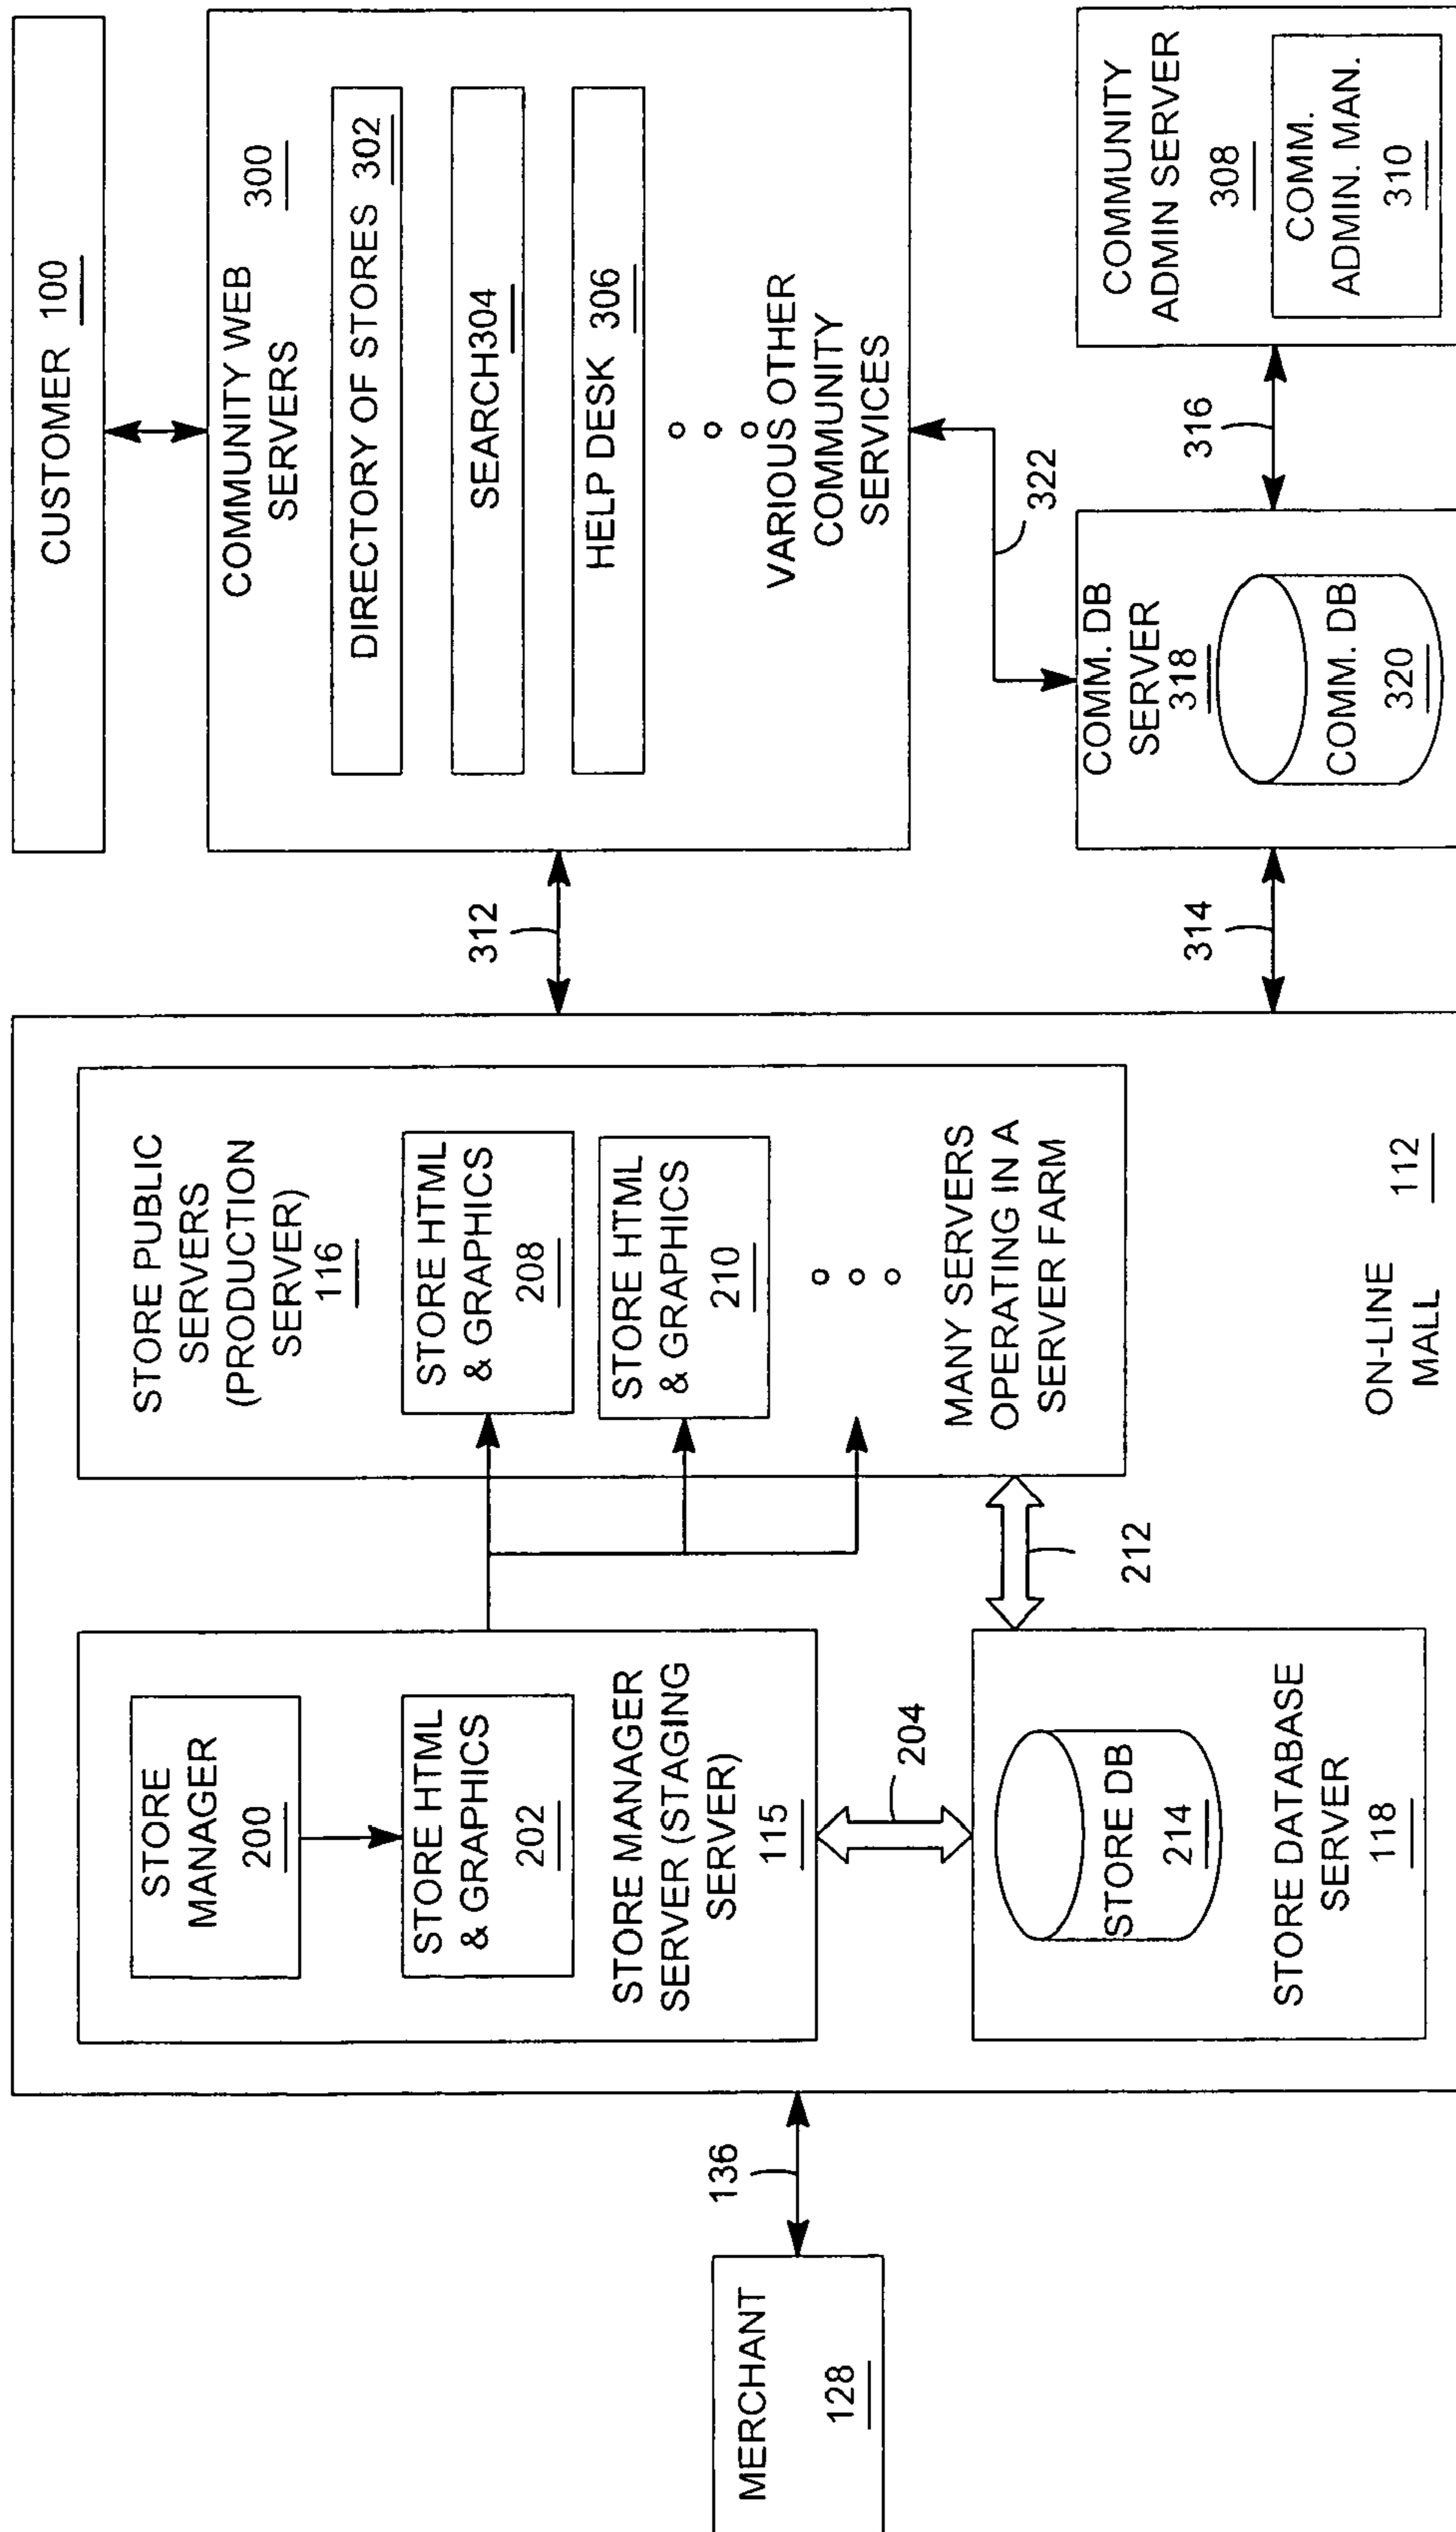 MERCHANT
128
136
STORE
MANAGER
200
STORE HTML
& GRAPHICS
202
STORE MANAGER
SERVER (STAGING
SERVER)
115
204
STORE DB
214
STORE DATABASE
SERVER
118
STORE PUBLIC
SERVERS
(PRODUCTION
SERVER)
116
STORE HTML
& GRAPHICS
208
STORE HTML
& GRAPHICS
210
MANY SERVERS
OPERATING IN A
SERVER FARM
212
ON-LINE
MALL
112
312
314
CUSTOMER 100
COMMUNITY WEB
SERVERS
300
DIRECTORY OF STORES 302
SEARCH304
HELP DESK 306
VARIOUS OTHER
COMMUNITY
SERVICES
322
COMM. DB
SERVER
318
COMM. DB
320
316
COMMUNITY
ADMIN SERVER
308
COMM.
ADMIN. MAN.
310